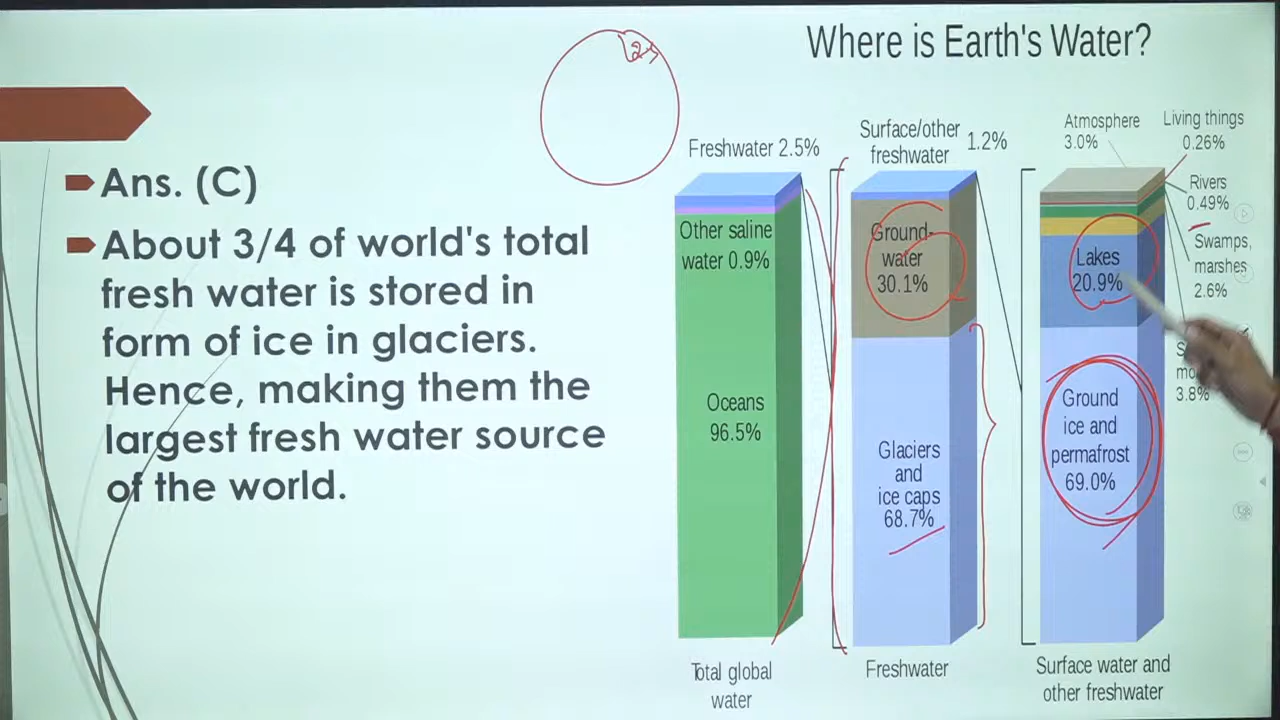 Where is Earth's Water?
Ans. (C)
About 3/4 of world's total
fresh water is stored in
form of ice in glaciers.
Hence, making them the
largest fresh water source
of the world.
Freshwater 2.5%
Other saline
water 0.9%
Oceans
96.5%
Total global
water
Surface/other
freshwater
1.2%
Ground-
water
30.1%
Glaciers
and
ice caps
68.7%
Freshwater
Atmosphere
3.0%
Living things
0.26%
Rivers
0.49%
Swamps,
marshes
2.6%
3.8%
Lakes
20.9%
Ground
ice and
permafrost
69.0%
Surface water and
other freshwater